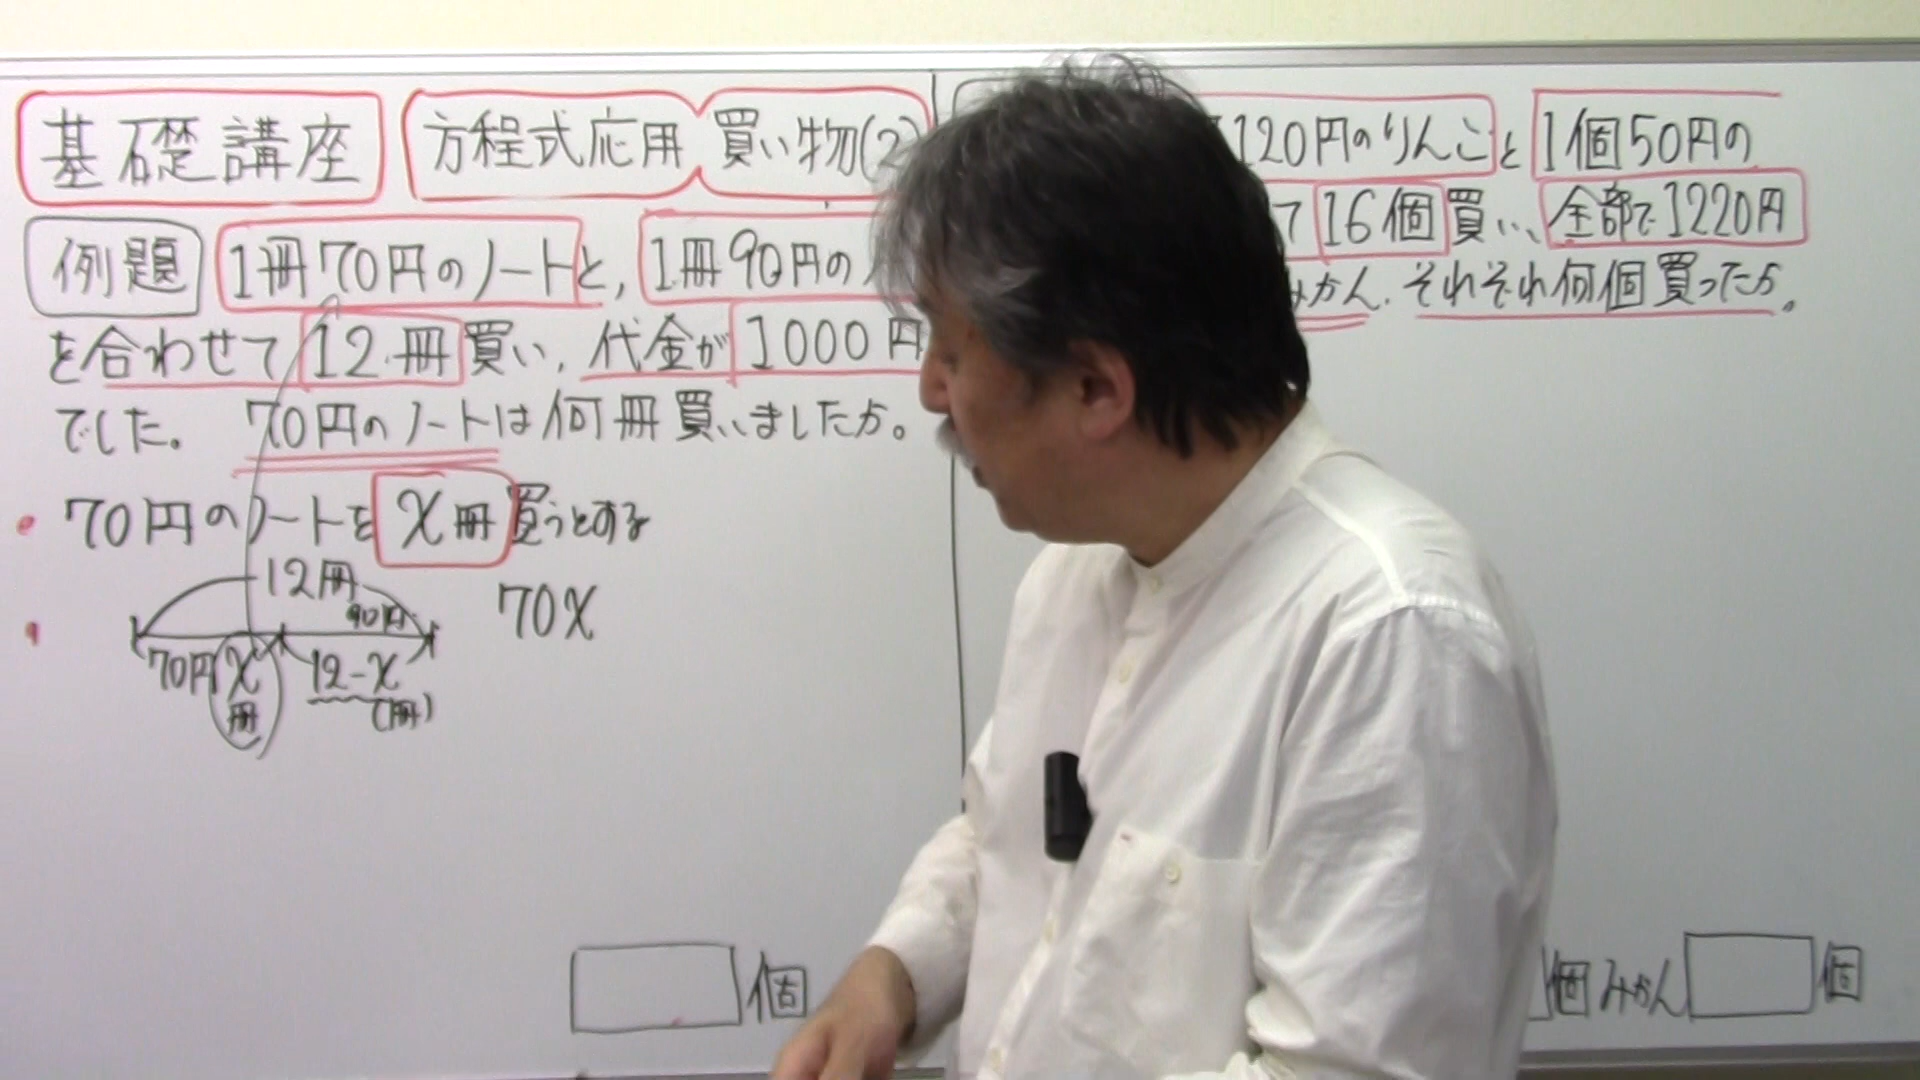 基礎講座 方程式応用 買い物(2)
例題 1冊70円のノートと, 1冊90円のノ
を合わせて12冊買い, 代金が1000円
でした。 70円のノートは何冊買いましたか。
・70円のノートをx冊買うとする
12冊
90円
70円 x冊
12-x
(冊)
70x
個
120円のりんごと1個50円の
て16個買い、全部で1220円
みかん, それぞれ何個買ったか。
個 みかん 個